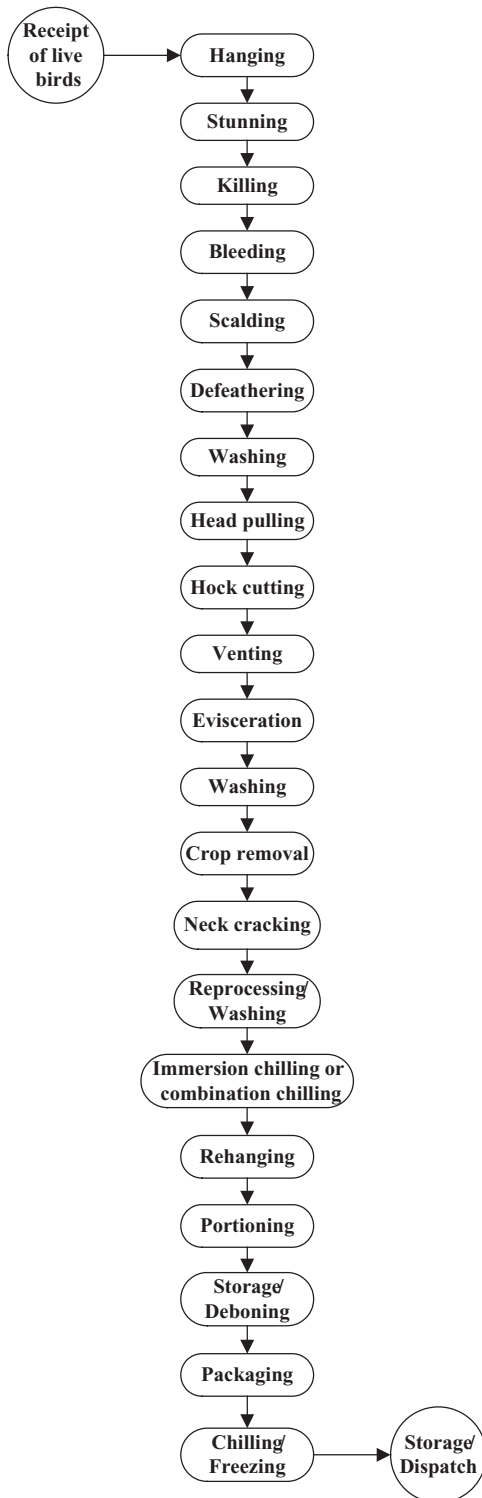 Receipt
of live
birds
Hanging
Stunning
Killing
Bleeding
Scalding
Defeathering
Washing
Head pulling
Hock cutting
Venting
Evisceration
Washing
Crop removal
Neck cracking
Reprocessing/
Washing
Immersion chilling or
combination chilling
Rehanging
Portioning
Storage/
Deboning
Packaging
Chilling/
Freezing
Storage/
Dispatch